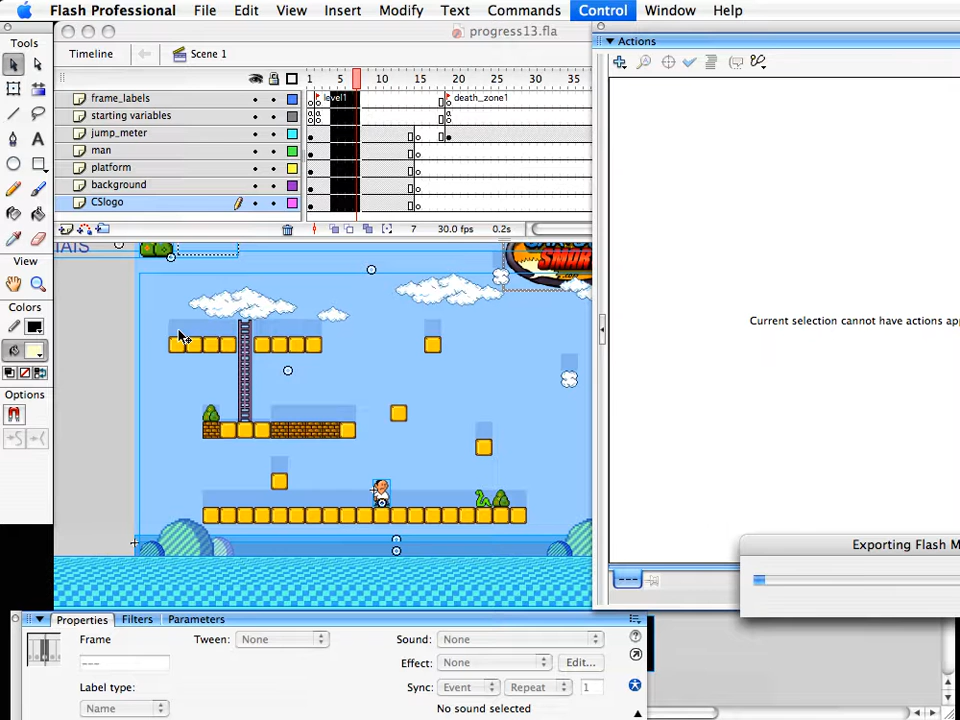 Flash Professional File Edit View Insert Modify Text Commands Control Window Help
Tools
progress13.fla
Actions
Timeline Scene 1
1 5 10 15 20 25 30 35
frame_labels level1 death_zone1
starting variables
jump_meter
man
platform
background
CSlogo
7 30.0 fps 0.2s
View
Colors
Options
Current selection cannot have actions app
Exporting Flash M
Properties Filters Parameters
Frame Tween: None Sound: None
--- Effect: None Edit...
Label type: Sync: Event Repeat 1
Name No sound selected